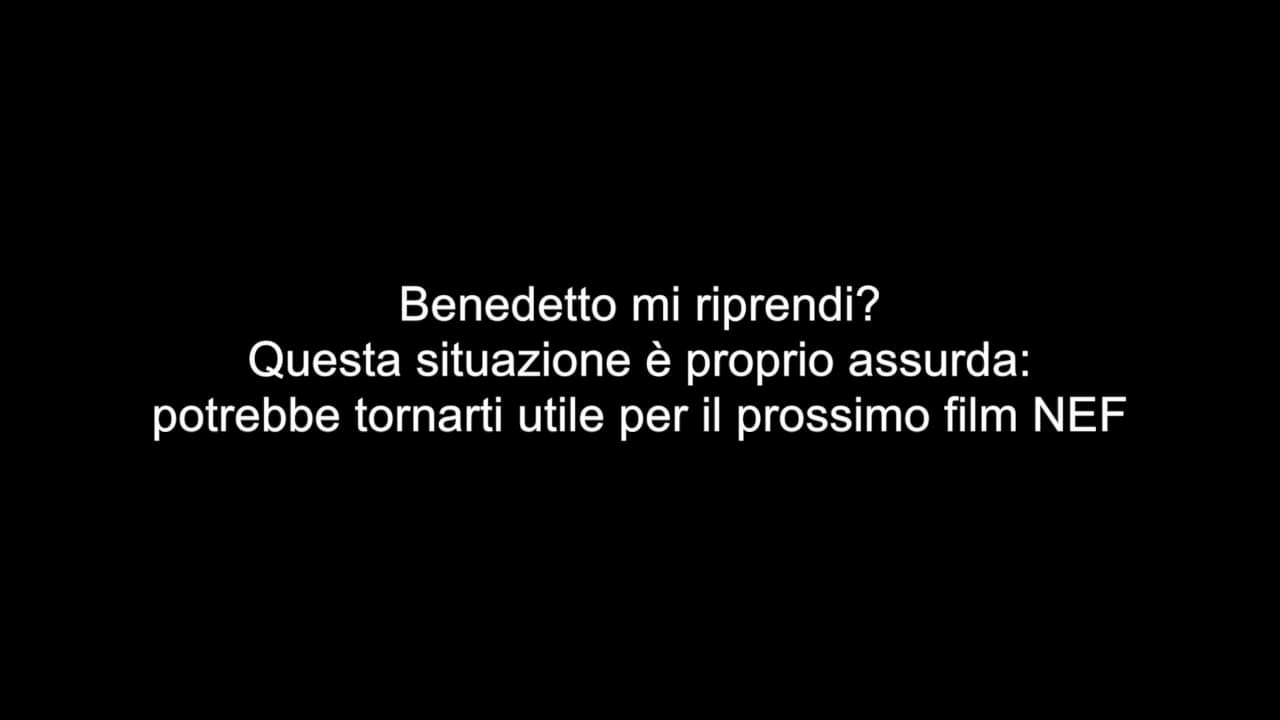 Benedetto mi riprendi?
Questa situazione è proprio assurda:
potrebbe tornarti utile per il prossimo film NEF